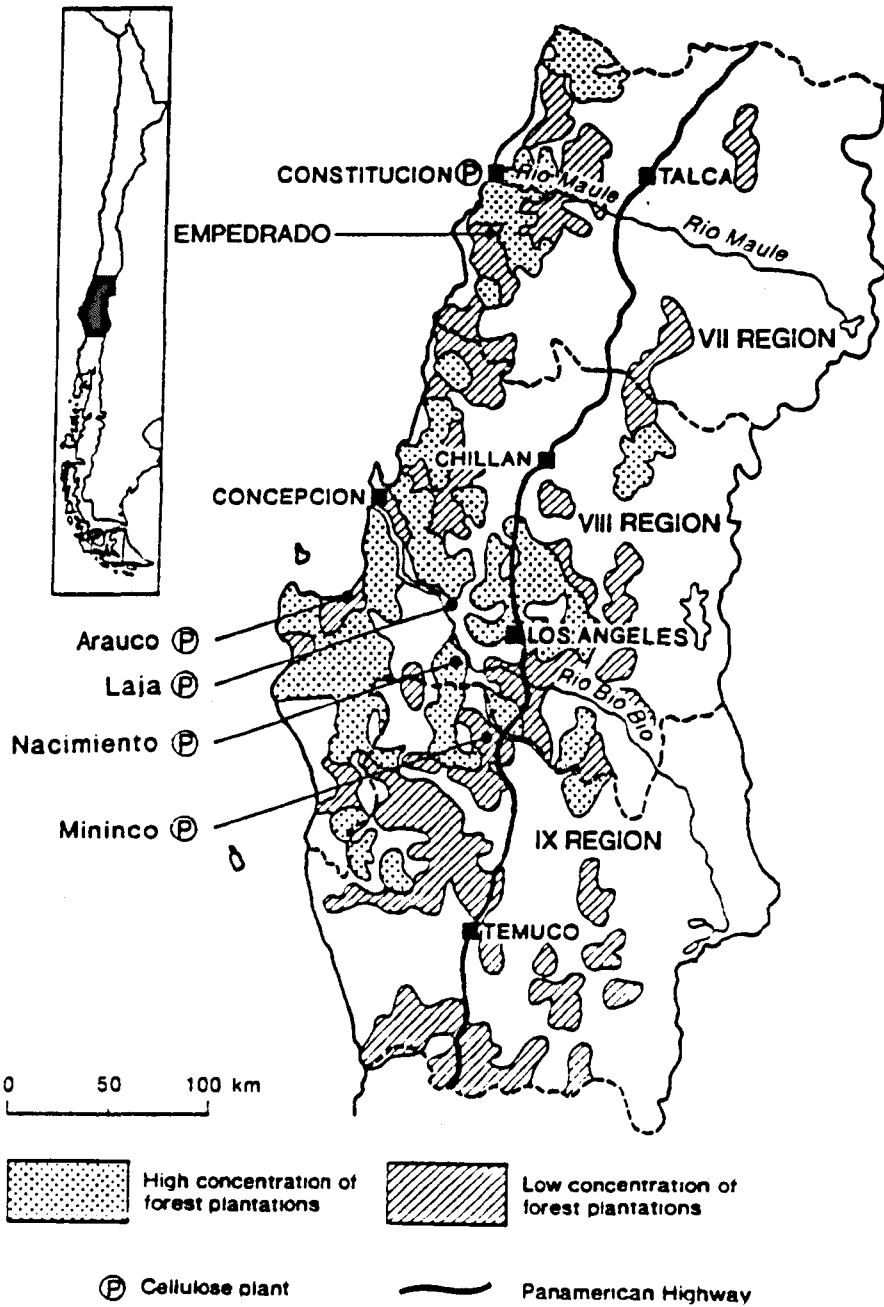 CONSTITUCION Ⓟ
Rio Maule
TALCA
EMPEDRADO
Rio Maule
VII REGION
CHILLAN
CONCEPCION
VIII REGION
Arauco Ⓟ
LOS ANGELES
Laja Ⓟ
Rio Bio Bio
Nacimiento Ⓟ
Mininco Ⓟ
IX REGION
TEMUCO
0 50 100 km
High concentration of
forest plantations
Low concentration of
forest plantations
Ⓟ Cellulose plant
Panamerican Highway